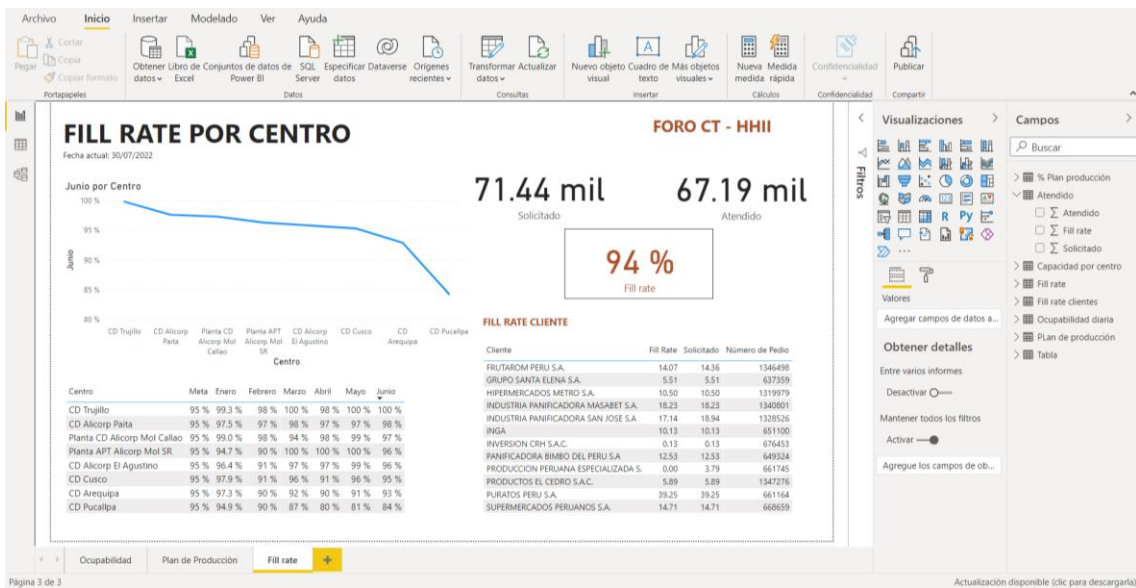 Archivo Inicio Insertar Modelado Ver Ayuda
Pegar
Cortar
Copia
Copiar formato
Portapapeles
Obtener datos
Libro de Excel
Conjuntos de datos de Power BI
SQL Server
Especificar datos
Dataverse
Orígenes recientes
Datos
Transformar datos
Actualizar
Consultas
Nuevo objeto visual
Cuadro de texto
Más objetos visuales
Insertar
Nueva medida
Medida rápida
Cálculos
Confidencialidad
Confidencialidad
Publicar
Compartir
FILL RATE POR CENTRO
Fecha actual: 30/07/2022
FORO CT - HHII
Junio por Centro
Junio
100 %
95 %
90 %
85 %
80 %
CD Trujillo
CD Alicorp Paita
Planta CD Alicorp Mol Callao
Planta APT Alicorp Mol SR
CD Alicorp El Agustino
CD Cusco
CD Arequipa
CD Pucallpa
Centro
71.44 mil
Solicitado
67.19 mil
Atendido
94 %
Fill rate
Centro Meta Enero Febrero Marzo Abril Mayo Junio
CD Trujillo 95 % 99.3 % 98 % 100 % 98 % 100 % 100 %
CD Alicorp Paita 95 % 97.5 % 97 % 98 % 97 % 97 % 98 %
Planta CD Alicorp Mol Callao 95 % 99.0 % 98 % 94 % 98 % 99 % 97 %
Planta APT Alicorp Mol SR 95 % 94.7 % 90 % 100 % 100 % 100 % 96 %
CD Alicorp El Agustino 95 % 96.4 % 91 % 97 % 97 % 99 % 96 %
CD Cusco 95 % 97.9 % 91 % 96 % 91 % 96 % 95 %
CD Arequipa 95 % 97.3 % 90 % 92 % 90 % 91 % 93 %
CD Pucallpa 95 % 94.9 % 90 % 87 % 80 % 81 % 84 %
FILL RATE CLIENTE
Cliente Fill Rate Solicitado Número de Pedio
FRUTAROM PERU S.A. 14.07 14.36 1346498
GRUPO SANTA ELENA S.A. 5.51 5.51 637359
HIPERMERCADOS METRO S.A. 10.50 10.50 1319979
INDUSTRIA PANIFICADORA MASABET S.A. 18.23 18.23 1340801
INDUSTRIA PANIFICADORA SAN JOSE S.A 17.14 18.94 1328526
INGA 10.13 10.13 651100
INVERSION CRH S.A.C. 0.13 0.13 676453
PANIFICADORA BIMBO DEL PERU S.A 12.53 12.53 649324
PRODUCCION PERUANA ESPECIALIZADA S. 0.00 3.79 661745
PRODUCTOS EL CEDRO S.A.C. 5.89 5.89 1347276
PURATOS PERU S.A. 39.25 39.25 661164
SUPERMERCADOS PERUANOS S.A. 14.71 14.71 668659
Filtros
Visualizaciones
R Py
Valores
Agregar campos de datos a...
Obtener detalles
Entre varios informes
Desactivar
Mantener todos los filtros
Activar
Agregue los campos de ob...
Campos
Buscar
% Plan producción
Atendido
Σ Atendido
Σ Fill rate
Σ Solicitado
Capacidad por centro
Fill rate
Fill rate clientes
Ocupabilidad diaria
PLan de producción
Tabla
Ocupabilidad Plan de Producción Fill rate +
Página 3 de 3
Actualización disponible (clic para descargarla)